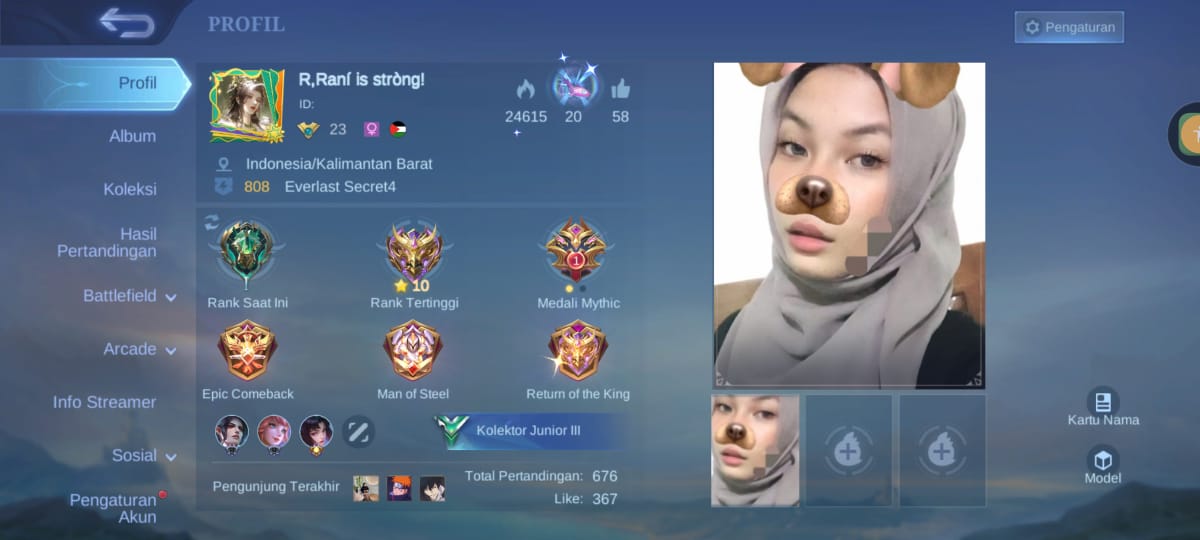 PROFIL
Pengaturan
Profil
Album
Koleksi
Hasil
Pertandingan
Battlefield
Arcade
Info Streamer
Sosial
Pengaturan
Akun
R,Raní is stròng!
ID:
23
24615
20
58
Indonesia/Kalimantan Barat
808 Everlast Secret4
Rank Saat Ini
10
Rank Tertinggi
1
Medali Mythic
Epic Comeback
Man of Steel
Return of the King
Kolektor Junior III
Pengunjung Terakhir
Total Pertandingan: 676
Like: 367
Kartu Nama
Model